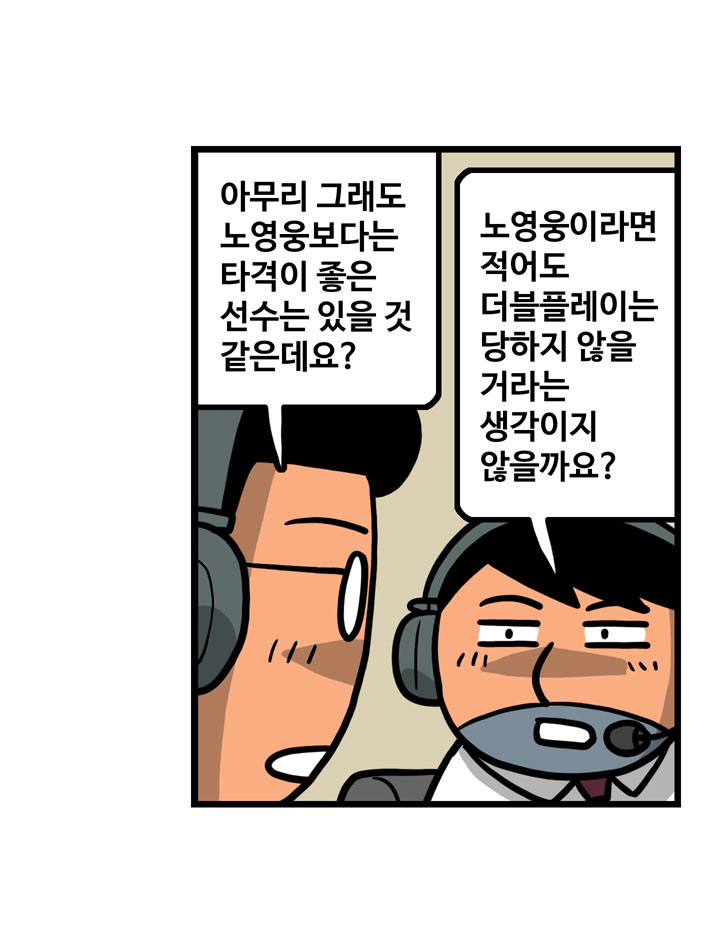 아무리 그래도
노영웅보다는
타격이 좋은
선수는 있을 것
같은데요?
노영웅이라면
적어도
더블플레이는
당하지 않을
거라는
생각이지
않을까요?